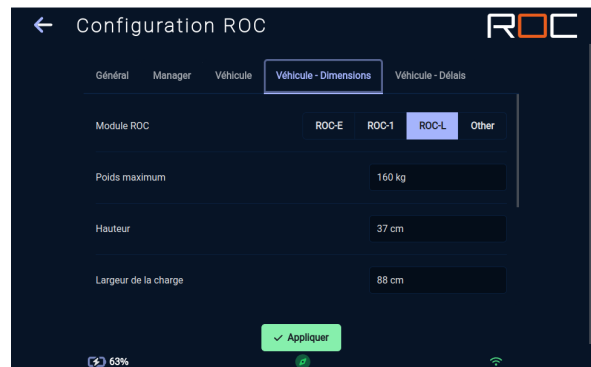 Configuration ROC
ROC
Général Manager Véhicule Véhicule - Dimensions Véhicule - Délais
Module ROC ROC-E ROC-1 ROC-L Other
Poids maximum 160 kg
Hauteur 37 cm
Largeur de la charge 88 cm
Appliquer
63%